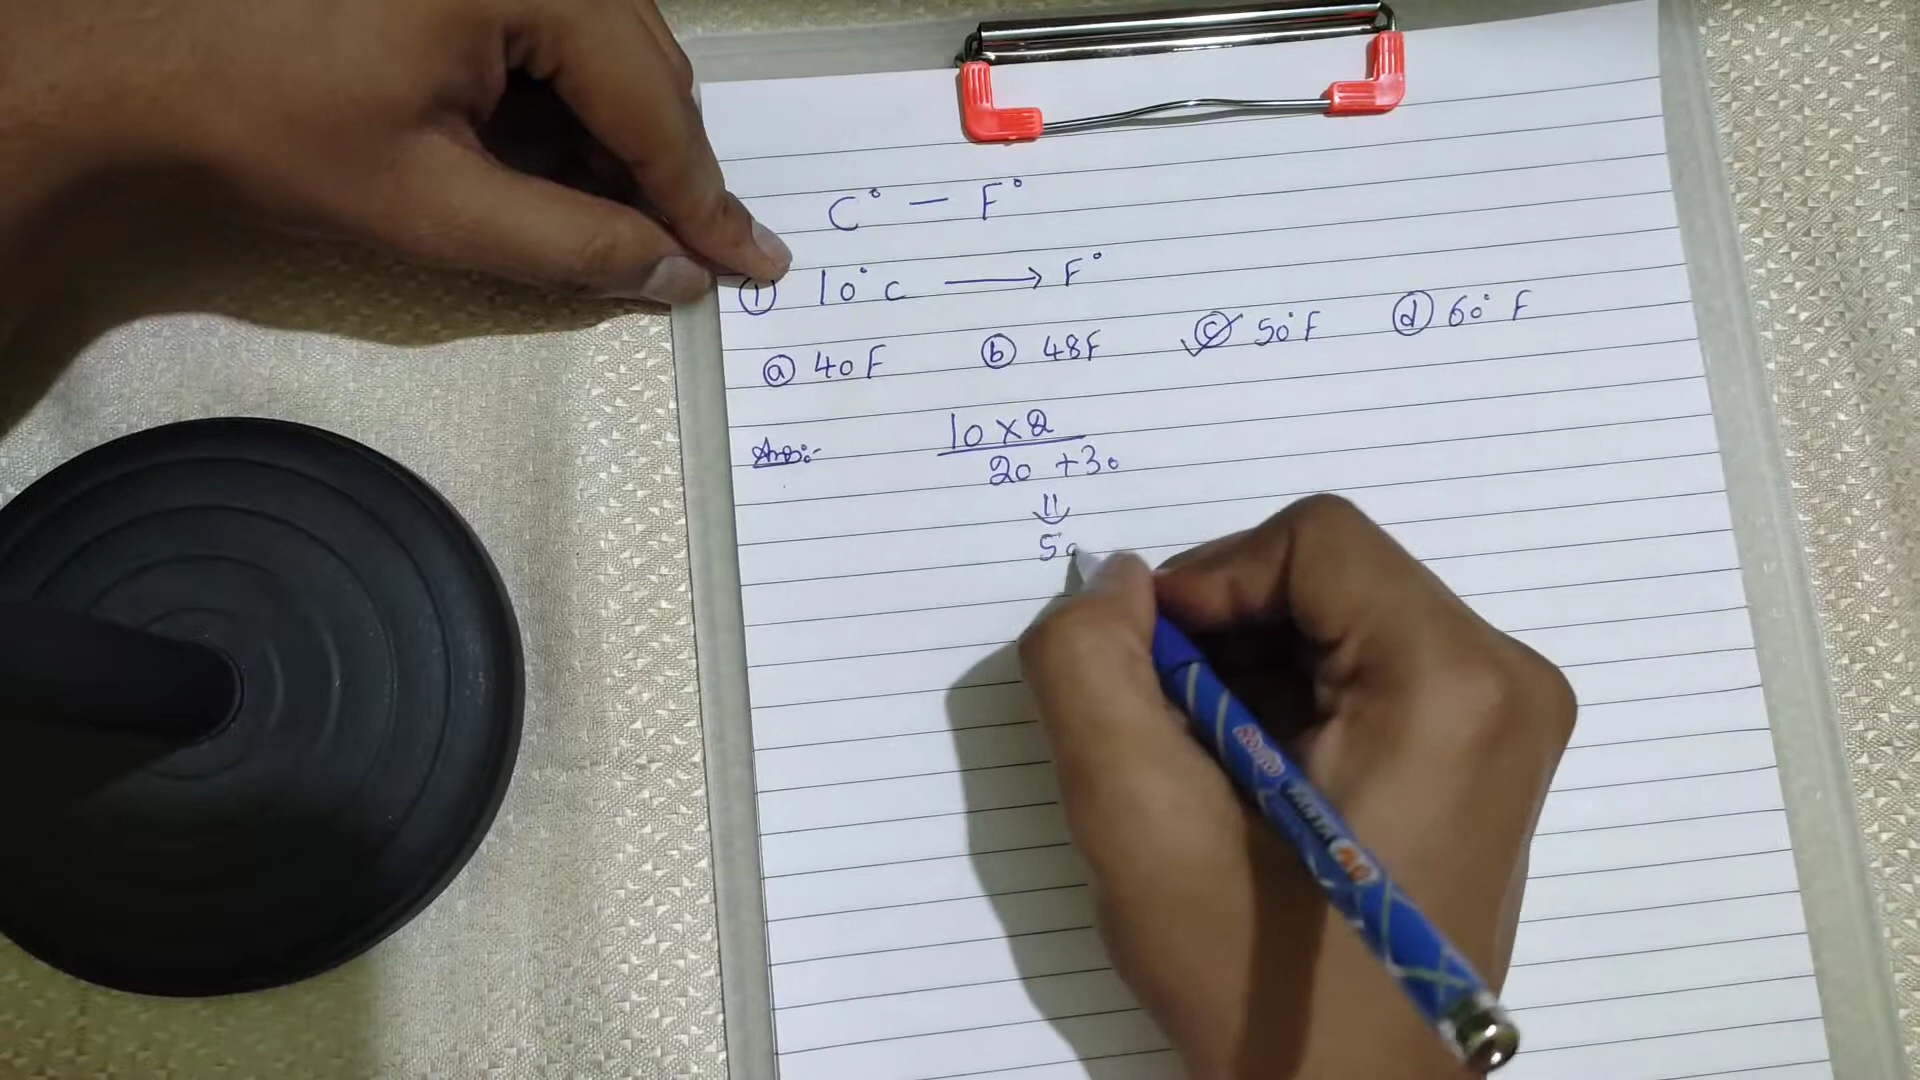 C° — F°
① 10°C ⟶ F°
ⓐ 40F ⓑ 48F ✓ⓒ 50°F ⓓ 60°F
Ans:- 10 x 2
20 +30
⇓
50